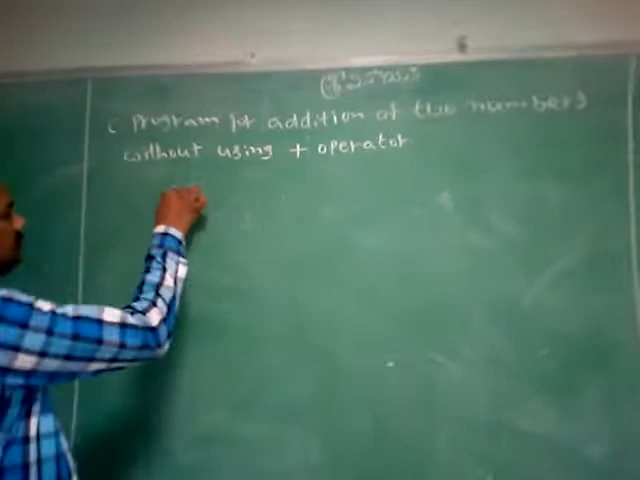 C Program for addition of two numbers
without using + operator